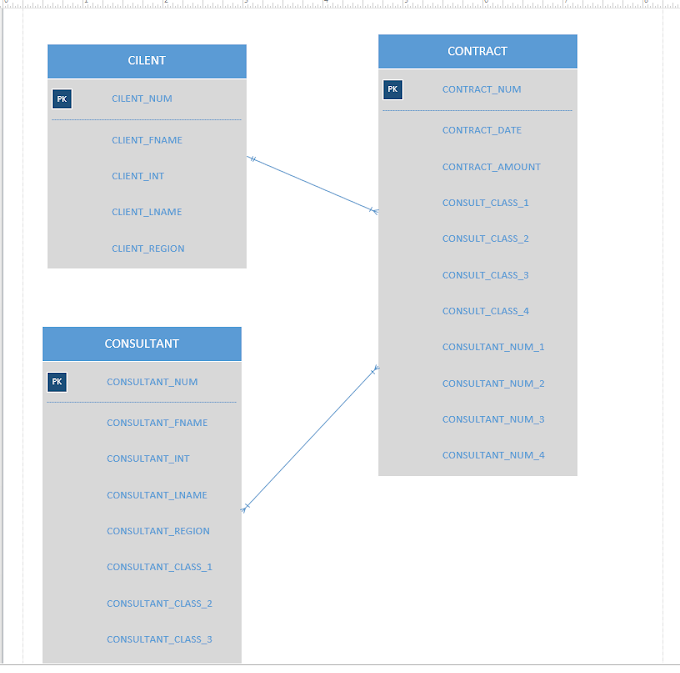 CILENT
PK CILENT_NUM
CLIENT_FNAME
CLIENT_INT
CLIENT_LNAME
CLIENT_REGION
CONTRACT
PK CONTRACT_NUM
CONTRACT_DATE
CONTRACT_AMOUNT
CONSULT_CLASS_1
CONSULT_CLASS_2
CONSULT_CLASS_3
CONSULT_CLASS_4
CONSULTANT_NUM_1
CONSULTANT_NUM_2
CONSULTANT_NUM_3
CONSULTANT_NUM_4
CONSULTANT
PK CONSULTANT_NUM
CONSULTANT_FNAME
CONSULTANT_INT
CONSULTANT_LNAME
CONSULTANT_REGION
CONSULTANT_CLASS_1
CONSULTANT_CLASS_2
CONSULTANT_CLASS_3